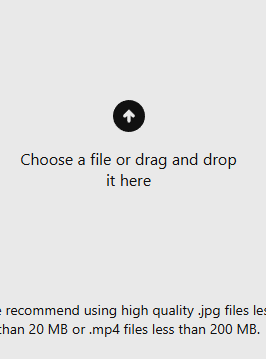 Choose a file or drag and drop
it here
recommend using high quality .jpg files
than 20 MB or .mp4 files less than 200 MB.